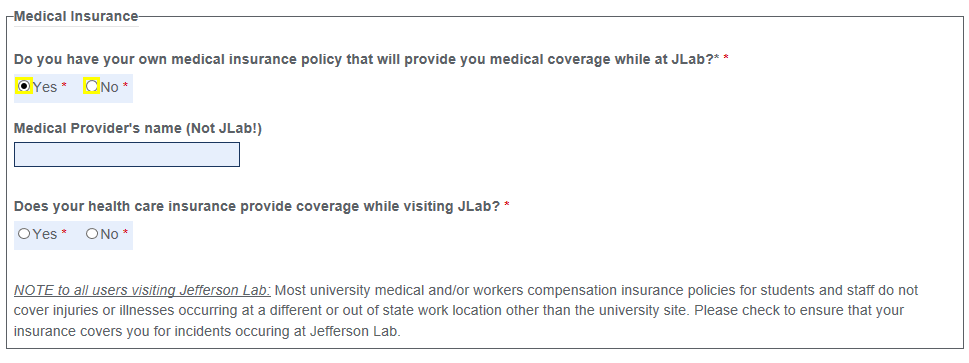 Medical Insurance
Do you have your own medical insurance policy that will provide you medical coverage while at JLab?* *
Yes * No *
Medical Provider's name (Not JLab!)
Does your health care insurance provide coverage while visiting JLab? *
Yes * No *
NOTE to all users visiting Jefferson Lab: Most university medical and/or workers compensation insurance policies for students and staff do not
cover injuries or illnesses occurring at a different or out of state work location other than the university site. Please check to ensure that your
insurance covers you for incidents occuring at Jefferson Lab.